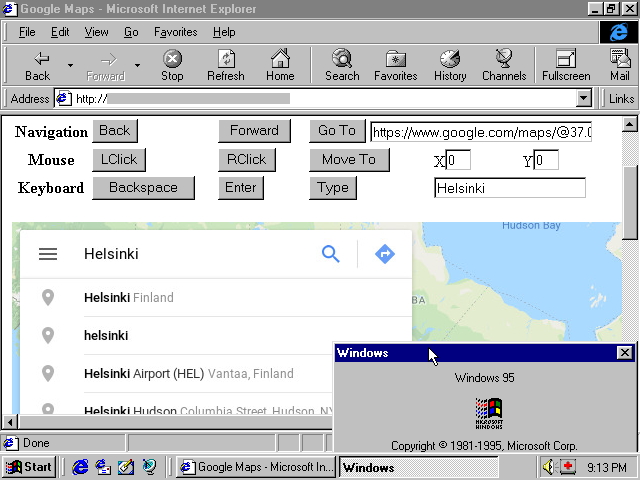 Google Maps - Microsoft Internet Explorer
File Edit View Go Favorites Help
Back Forward Stop Refresh Home Search Favorites History Channels Fullscreen Mail
Address http:// Links
Navigation Back Forward Go To https://www.google.com/maps/@37.0
Mouse LClick RClick Move To X 0 Y 0
Keyboard Backspace Enter Type Helsinki
Hudson Bay
Helsinki
Helsinki Finland
BA
helsinki
Helsinki Airport (HEL) Vantaa, Finland
Helsinki Hudson Columbia Street, Hudson, NY
Windows
Windows 95
MICROSOFT
WINDOWS
Copyright © 1981-1995, Microsoft Corp.
Done
Start Google Maps - Microsoft In... Windows 9:13 PM